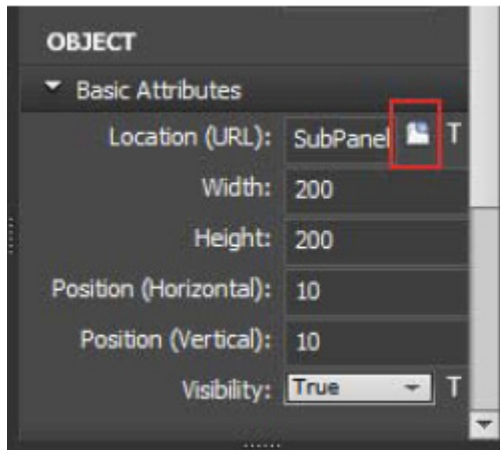 OBJECT
Basic Attributes
Location (URL): SubPanel T
Width: 200
Height: 200
Position (Horizontal): 10
Position (Vertical): 10
Visibility: True T